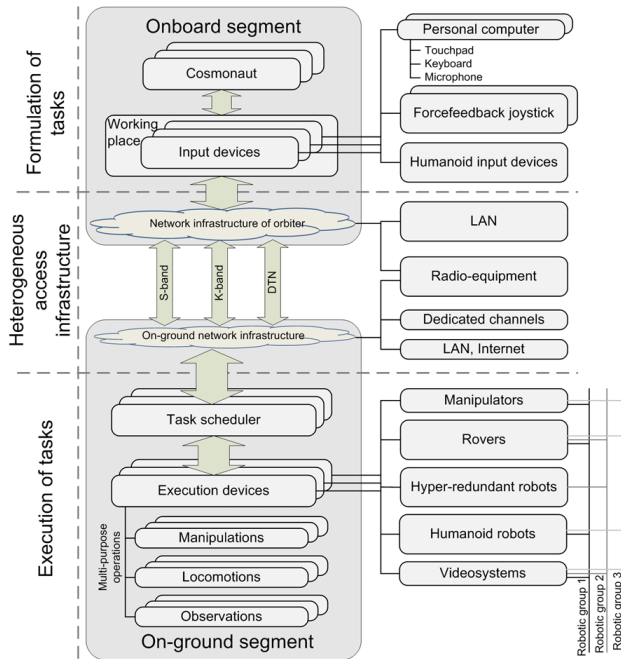 Onboard segment
Cosmonaut
Working
place
Input devices
Personal computer
Touchpad
Keyboard
Microphone
Forcefeedback joystick
Humanoid input devices
Formulation of
tasks
Network infrastructure of orbiter
S-band
K-band
DTN
On-ground network infrastructure
LAN
Radio-equipment
Dedicated channels
LAN, Internet
Heterogeneous
access
infrastructure
Task scheduler
Execution devices
Multi-purpose
operations
Manipulations
Locomotions
Observations
On-ground segment
Manipulators
Rovers
Hyper-redundant robots
Humanoid robots
Videosystems
Robotic group 1
Robotic group 2
Robotic group 3
Execution of tasks